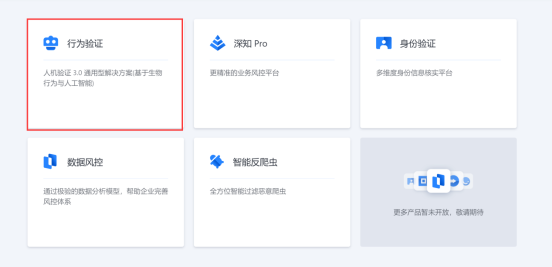 行为验证
人机验证 3.0 通用型解决方案(基于生物
行为与人工智能)
深知 Pro
更精准的业务风控平台
身份验证
多维度身份信息核实平台
数据风控
通过极验的数据分析模型，帮助企业完善
风控体系
智能反爬虫
全方位智能过滤恶意爬虫
更多产品暂未开放，敬请期待